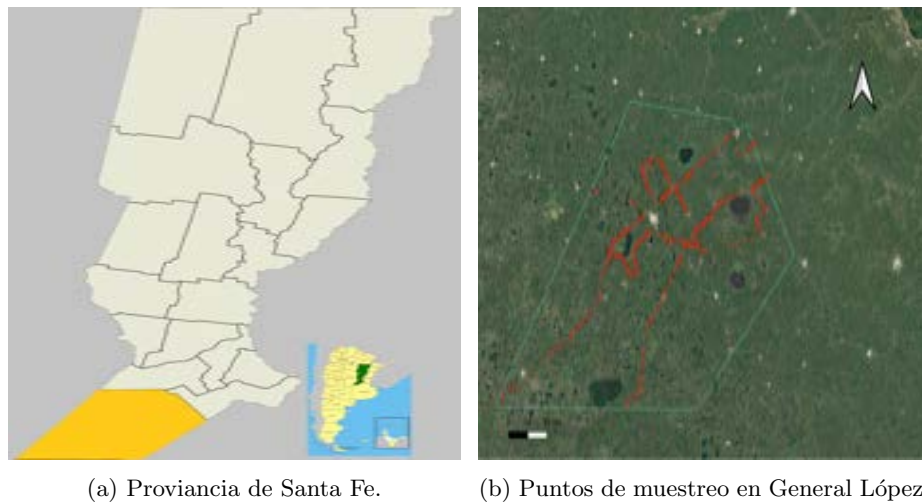 (a) Proviancia de Santa Fe.
(b) Puntos de muestreo en General López